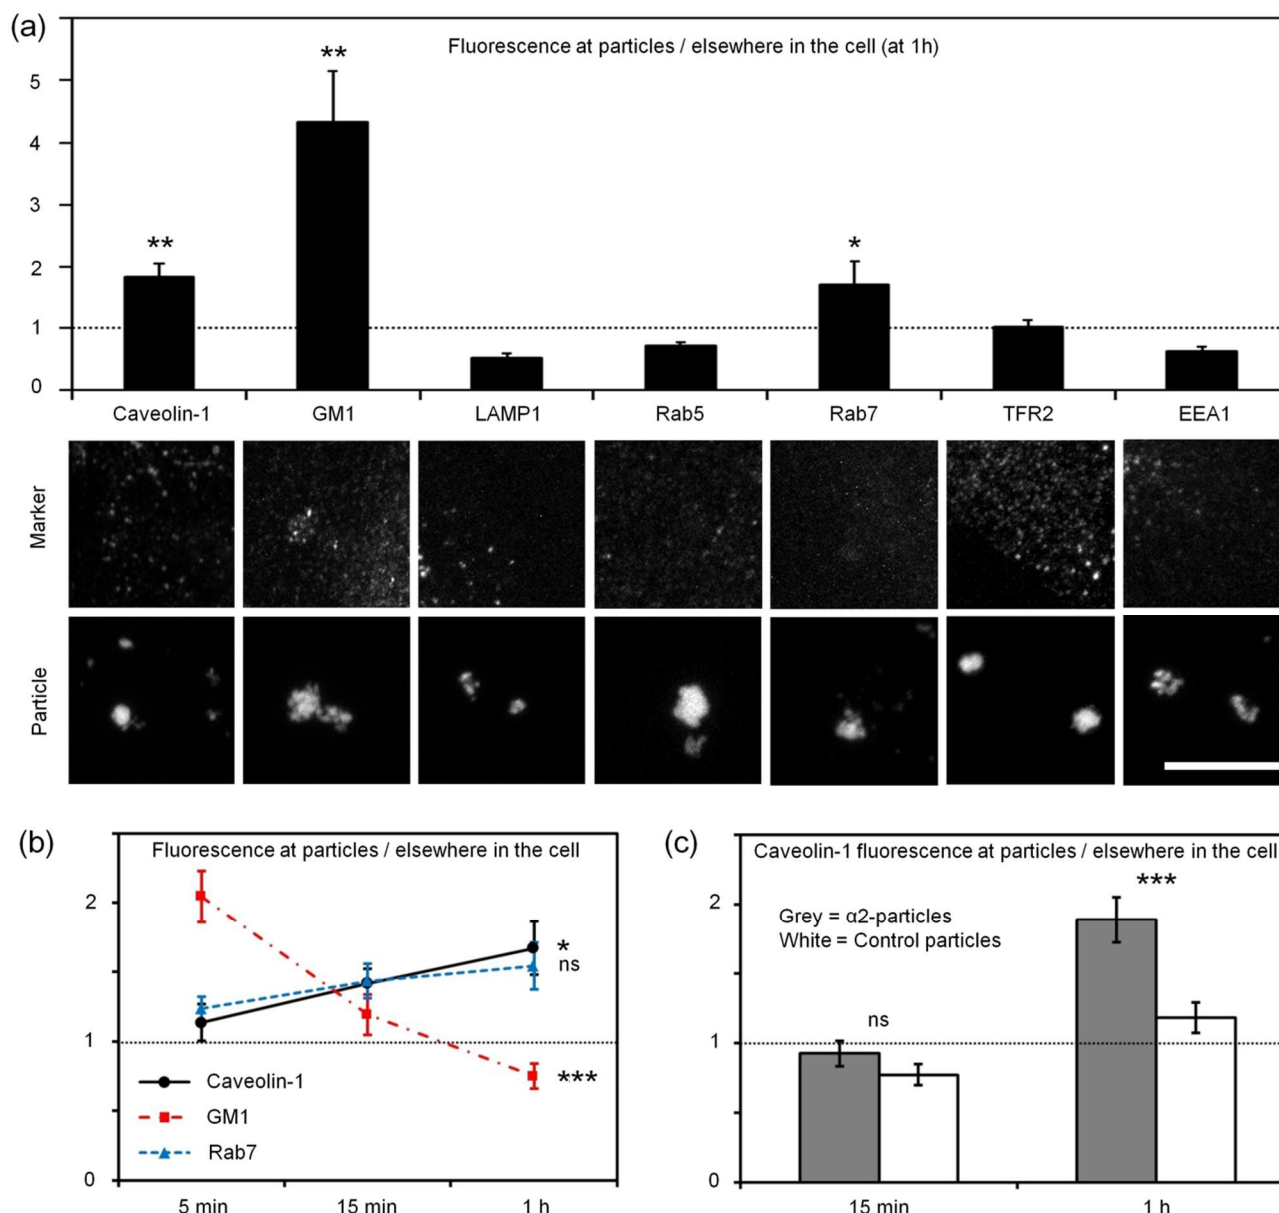 (a)
Fluorescence at particles / elsewhere in the cell (at 1h)
5
4
3
2
1
0
**
**
*
Caveolin-1 GM1 LAMP1 Rab5 Rab7 TFR2 EEA1
Marker
Particle
(b)
Fluorescence at particles / elsewhere in the cell
2
1
0
*
ns
***
Caveolin-1
GM1
Rab7
5 min 15 min 1 h
(c)
Caveolin-1 fluorescence at particles / elsewhere in the cell
***
Grey = α2-particles
White = Control particles
ns
2
1
0
15 min 1 h